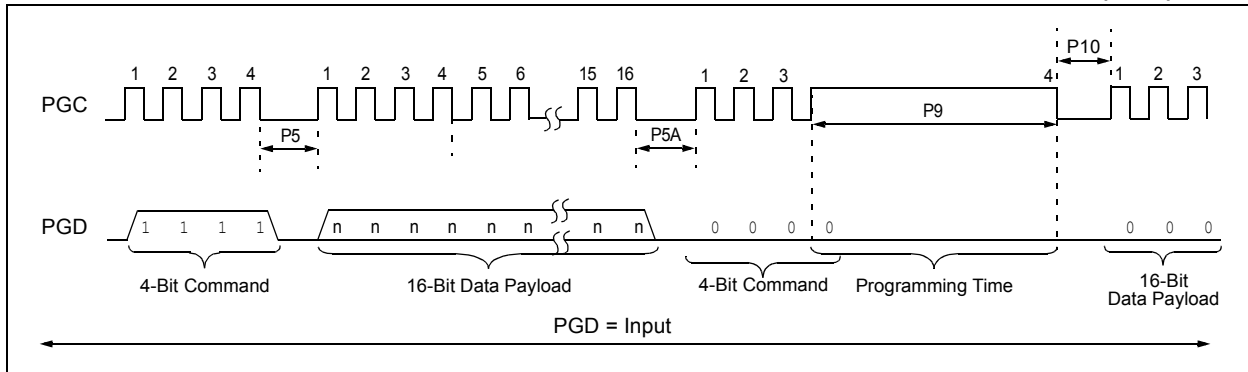 P10
1 2 3 4 1 2 3 4 5 6 15 16 1 2 3 4 1 2 3
PGC
P9
P5 P5A
PGD 1 1 1 1 n n n n n n n n 0 0 0 0 0 0 0
4-Bit Command 16-Bit Data Payload 4-Bit Command Programming Time 16-Bit
Data Payload
PGD = Input